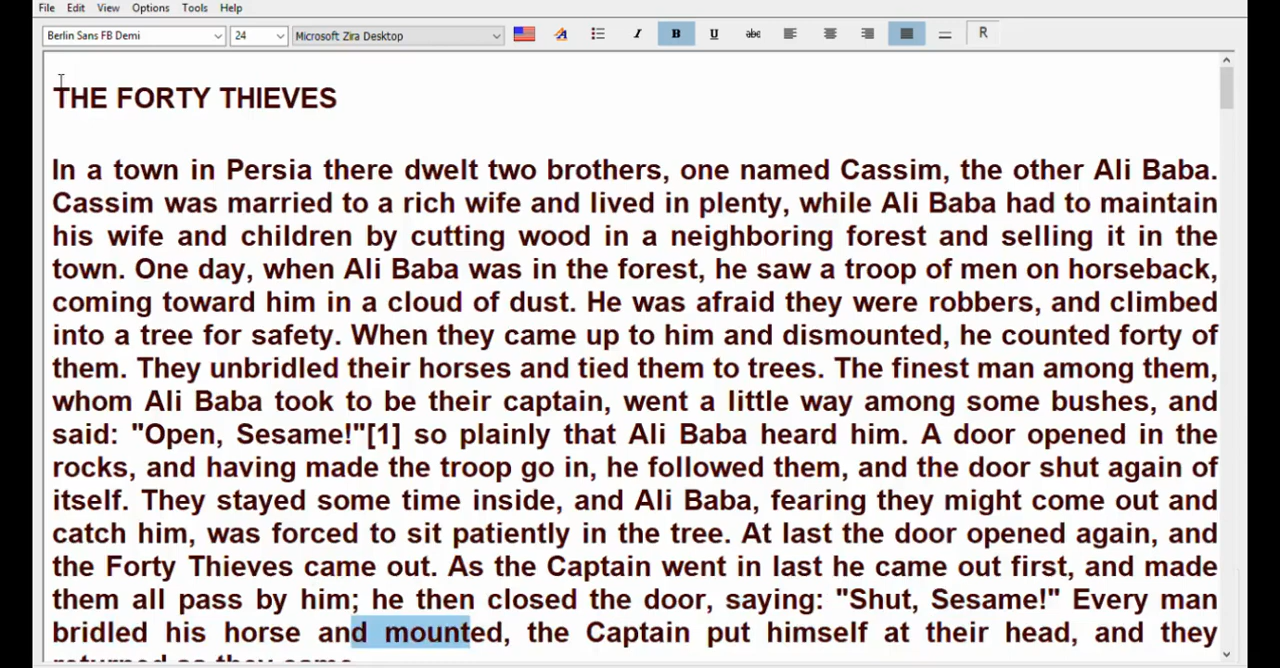 File Edit View Options Tools Help
Berlin Sans FB Demi 24 Microsoft Zira Desktop I B U abc R
THE FORTY THIEVES
In a town in Persia there dwelt two brothers, one named Cassim, the other Ali Baba.
Cassim was married to a rich wife and lived in plenty, while Ali Baba had to maintain
his wife and children by cutting wood in a neighboring forest and selling it in the
town. One day, when Ali Baba was in the forest, he saw a troop of men on horseback,
coming toward him in a cloud of dust. He was afraid they were robbers, and climbed
into a tree for safety. When they came up to him and dismounted, he counted forty of
them. They unbridled their horses and tied them to trees. The finest man among them,
whom Ali Baba took to be their captain, went a little way among some bushes, and
said: "Open, Sesame!"[1] so plainly that Ali Baba heard him. A door opened in the
rocks, and having made the troop go in, he followed them, and the door shut again of
itself. They stayed some time inside, and Ali Baba, fearing they might come out and
catch him, was forced to sit patiently in the tree. At last the door opened again, and
the Forty Thieves came out. As the Captain went in last he came out first, and made
them all pass by him; he then closed the door, saying: "Shut, Sesame!" Every man
bridled his horse and mounted, the Captain put himself at their head, and they
returned as they came.